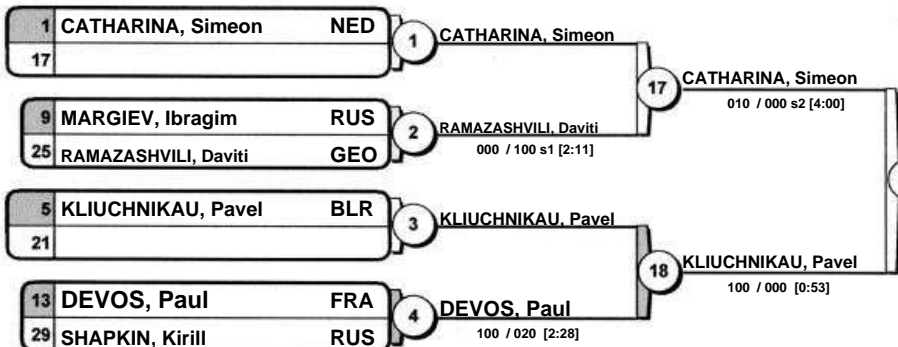 1 CATHARINA, Simeon NED
17
1
CATHARINA, Simeon
9 MARGIEV, Ibragim RUS
25 RAMAZASHVILI, Daviti GEO
2
RAMAZASHVILI, Daviti
000 / 100 s1 [2:11]
17
CATHARINA, Simeon
010 / 000 s2 [4:00]
5 KLIUCHNIKAU, Pavel BLR
21
3
KLIUCHNIKAU, Pavel
13 DEVOS, Paul FRA
29 SHAPKIN, Kirill RUS
4
DEVOS, Paul
100 / 020 [2:28]
18
KLIUCHNIKAU, Pavel
100 / 000 [0:53]